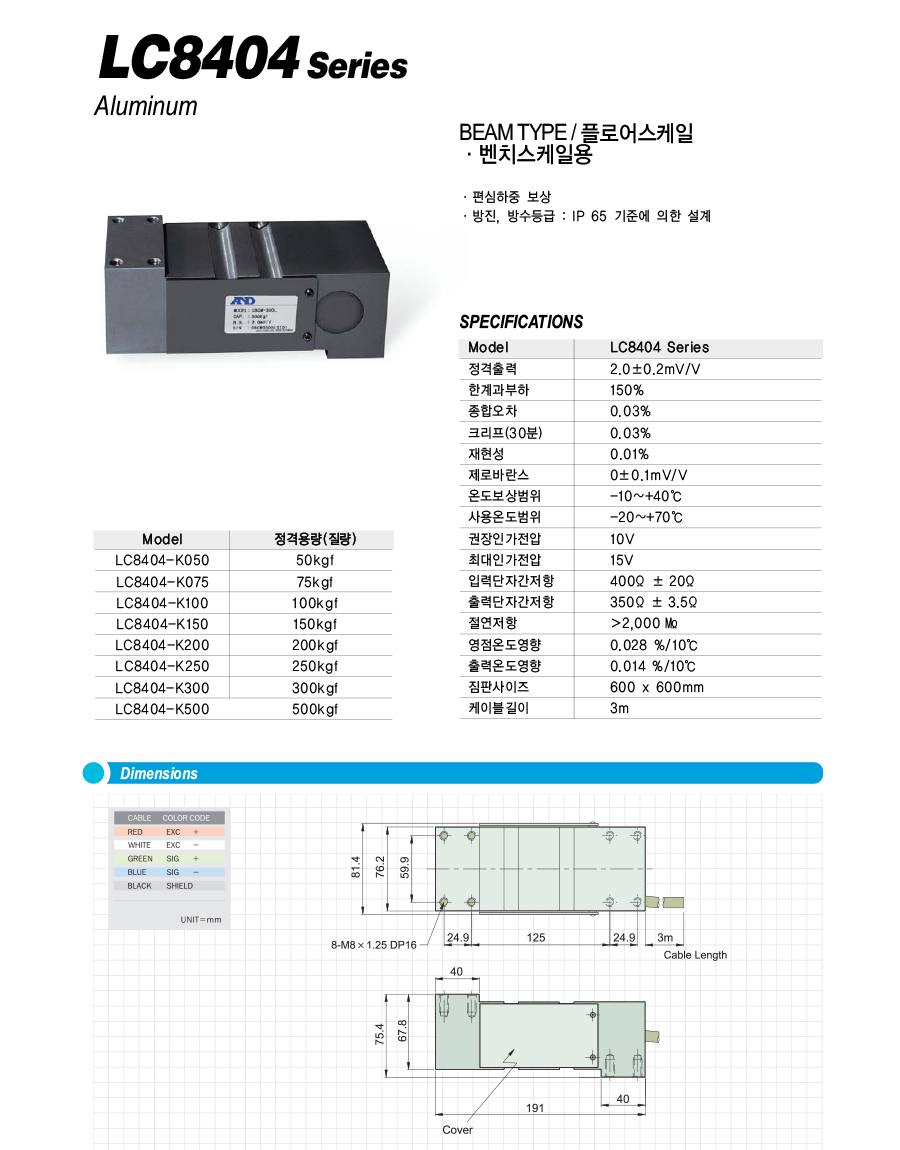 LC8404 Series
Aluminum
BEAM TYPE / 플로어스케일
· 벤치스케일용
· 편심하중 보상
· 방진, 방수등급 : IP 65 기준에 의한 설계
AND
SPECIFICATIONS
Model LC8404 Series
정격출력 2.0±0.2mV/V
한계과부하 150%
종합오차 0.03%
크리프(30분) 0.03%
재현성 0.01%
제로바란스 0±0.1mV/V
온도보상범위 -10~+40℃
사용온도범위 -20~+70℃
권장인가전압 10V
최대인가전압 15V
입력단자간저항 400Ω ± 20Ω
출력단자간저항 350Ω ± 3.5Ω
절연저항 >2,000 ㏁
영점온도영향 0.028 %/10℃
출력온도영향 0.014 %/10℃
짐판사이즈 600 x 600mm
케이블길이 3m
Model 정격용량(질량)
LC8404-K050 50kgf
LC8404-K075 75kgf
LC8404-K100 100kgf
LC8404-K150 150kgf
LC8404-K200 200kgf
LC8404-K250 250kgf
LC8404-K300 300kgf
LC8404-K500 500kgf
Dimensions
CABLE COLOR CODE
RED EXC +
WHITE EXC −
GREEN SIG +
BLUE SIG −
BLACK SHIELD
UNIT=mm
81.4
76.2
59.9
8-M8×1.25 DP16
24.9
125
24.9
3m
Cable Length
40
75.4
67.8
40
191
Cover